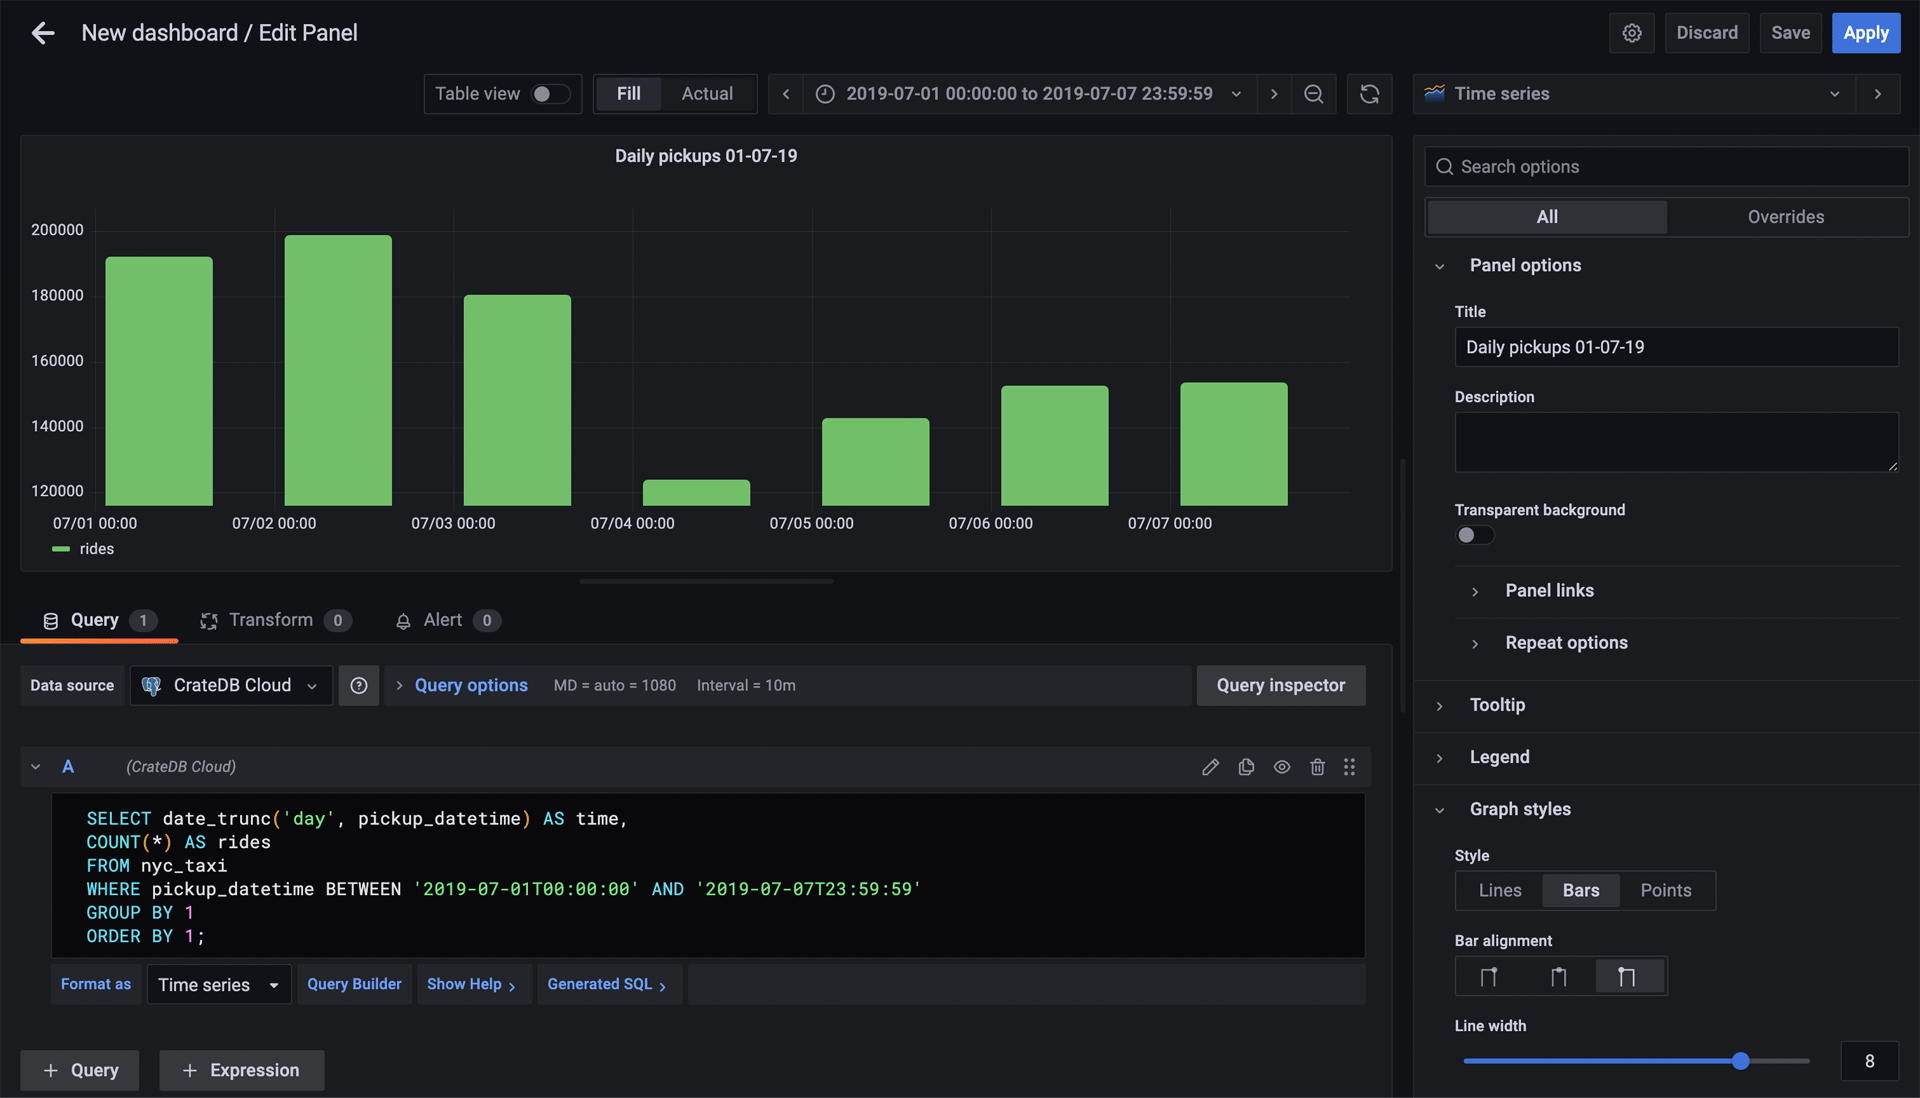 New dashboard / Edit Panel
Discard
Save
Apply
Table view
Fill
Actual
2019-07-01 00:00:00 to 2019-07-07 23:59:59
Time series
Daily pickups 01-07-19
200000
180000
160000
140000
120000
07/01 00:00
07/02 00:00
07/03 00:00
07/04 00:00
07/05 00:00
07/06 00:00
07/07 00:00
rides
Query 1
Transform 0
Alert 0
Data source
CrateDB Cloud
Query options
MD = auto = 1080
Interval = 10m
Query inspector
A
(CrateDB Cloud)
SELECT date_trunc('day', pickup_datetime) AS time,
COUNT(*) AS rides
FROM nyc_taxi
WHERE pickup_datetime BETWEEN '2019-07-01T00:00:00' AND '2019-07-07T23:59:59'
GROUP BY 1
ORDER BY 1;
Format as
Time series
Query Builder
Show Help
Generated SQL
+ Query
+ Expression
Search options
All
Overrides
Panel options
Title
Daily pickups 01-07-19
Description
Transparent background
Panel links
Repeat options
Tooltip
Legend
Graph styles
Style
Lines
Bars
Points
Bar alignment
Line width
8